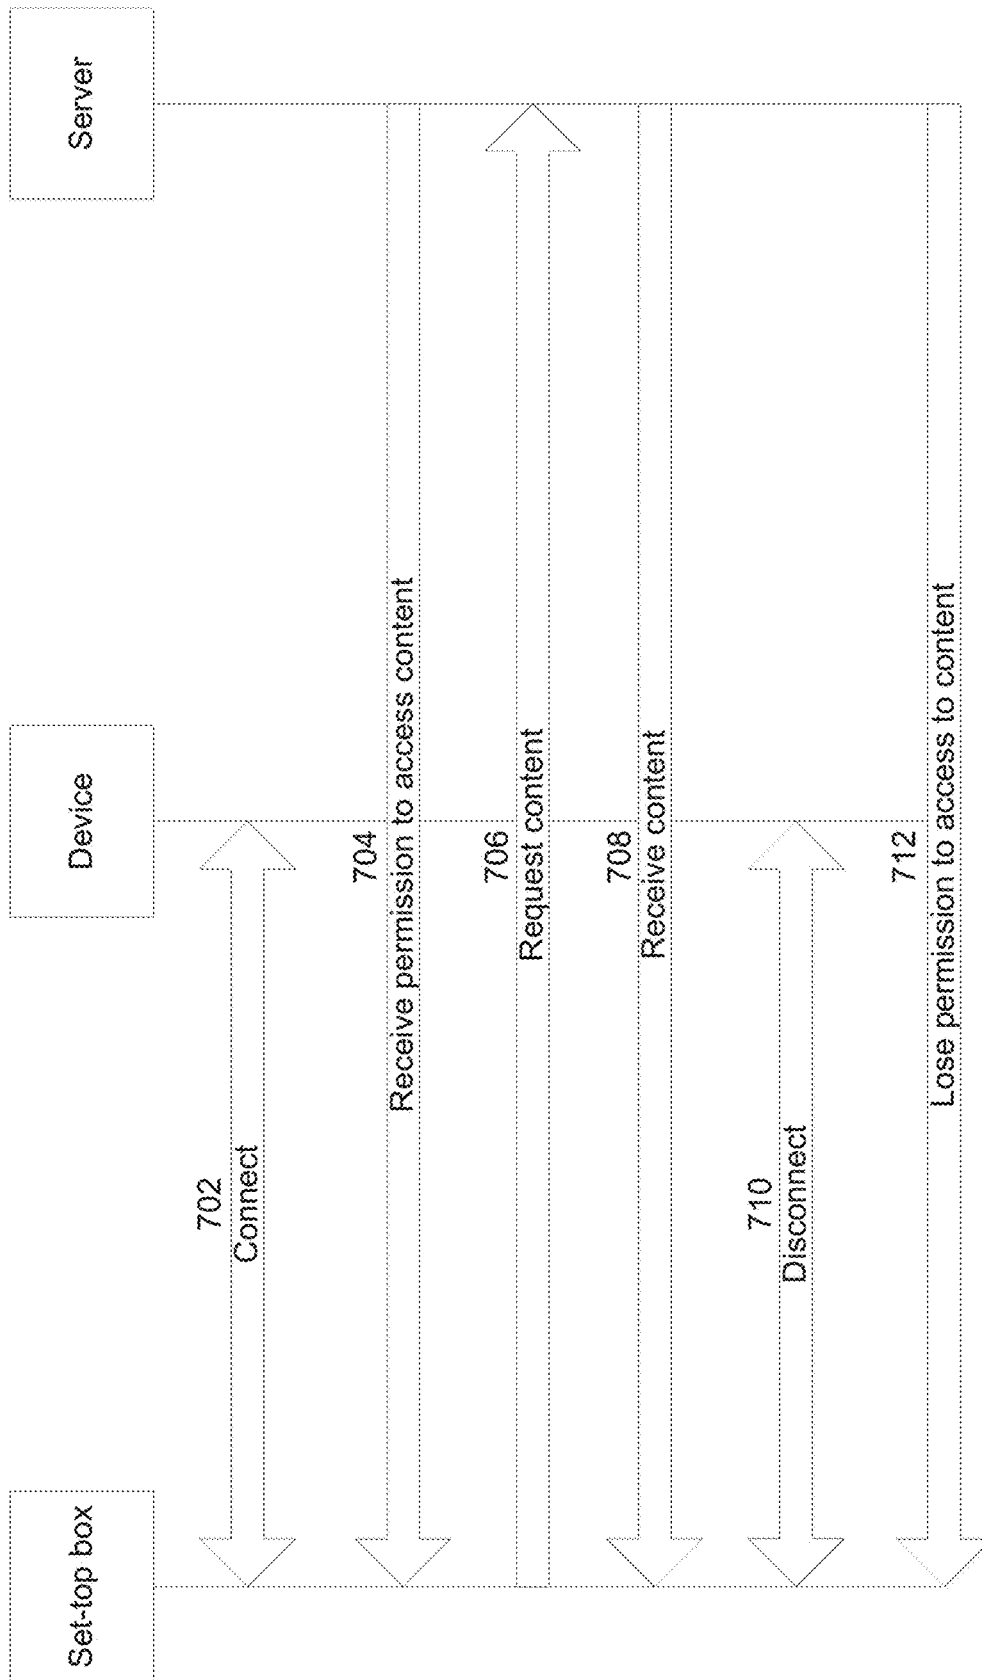 Set-top box
Device
Server
702
Connect
704
Receive permission to access content
706
Request content
708
Receive content
710
Disconnect
712
Lose permission to access to content